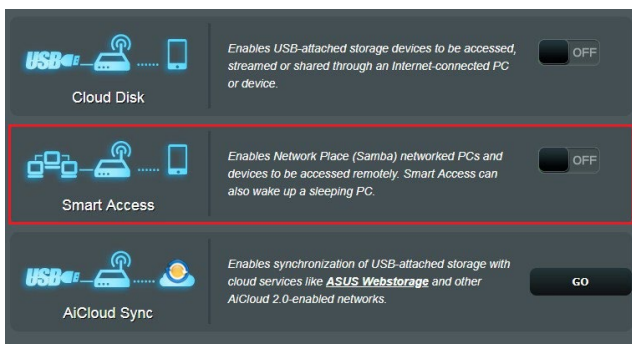 USB
Cloud Disk
Enables USB-attached storage devices to be accessed,
streamed or shared through an Internet-connected PC
or device.
OFF
Smart Access
Enables Network Place (Samba) networked PCs and
devices to be accessed remotely. Smart Access can
also wake up a sleeping PC.
OFF
USB
AiCloud Sync
Enables synchronization of USB-attached storage with
cloud services like ASUS Webstorage and other
AiCloud 2.0-enabled networks.
GO